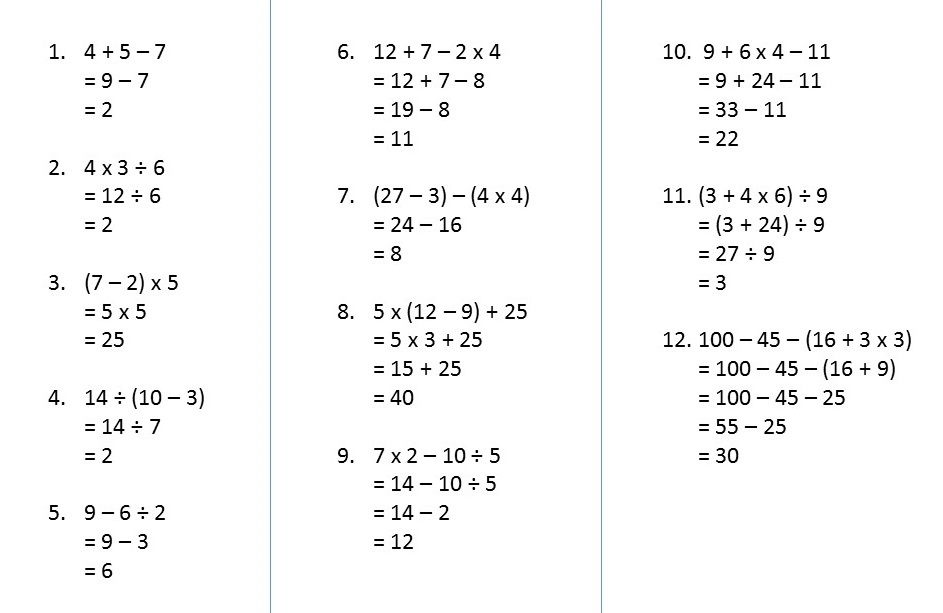 1. 4 + 5 – 7
= 9 – 7
= 2
2. 4 x 3 ÷ 6
= 12 ÷ 6
= 2
3. (7 – 2) x 5
= 5 x 5
= 25
4. 14 ÷ (10 – 3)
= 14 ÷ 7
= 2
5. 9 – 6 ÷ 2
= 9 – 3
= 6
6. 12 + 7 – 2 x 4
= 12 + 7 – 8
= 19 – 8
= 11
7. (27 – 3) – (4 x 4)
= 24 – 16
= 8
8. 5 x (12 – 9) + 25
= 5 x 3 + 25
= 15 + 25
= 40
9. 7 x 2 – 10 ÷ 5
= 14 – 10 ÷ 5
= 14 – 2
= 12
10. 9 + 6 x 4 – 11
= 9 + 24 – 11
= 33 – 11
= 22
11. (3 + 4 x 6) ÷ 9
= (3 + 24) ÷ 9
= 27 ÷ 9
= 3
12. 100 – 45 – (16 + 3 x 3)
= 100 – 45 – (16 + 9)
= 100 – 45 – 25
= 55 – 25
= 30